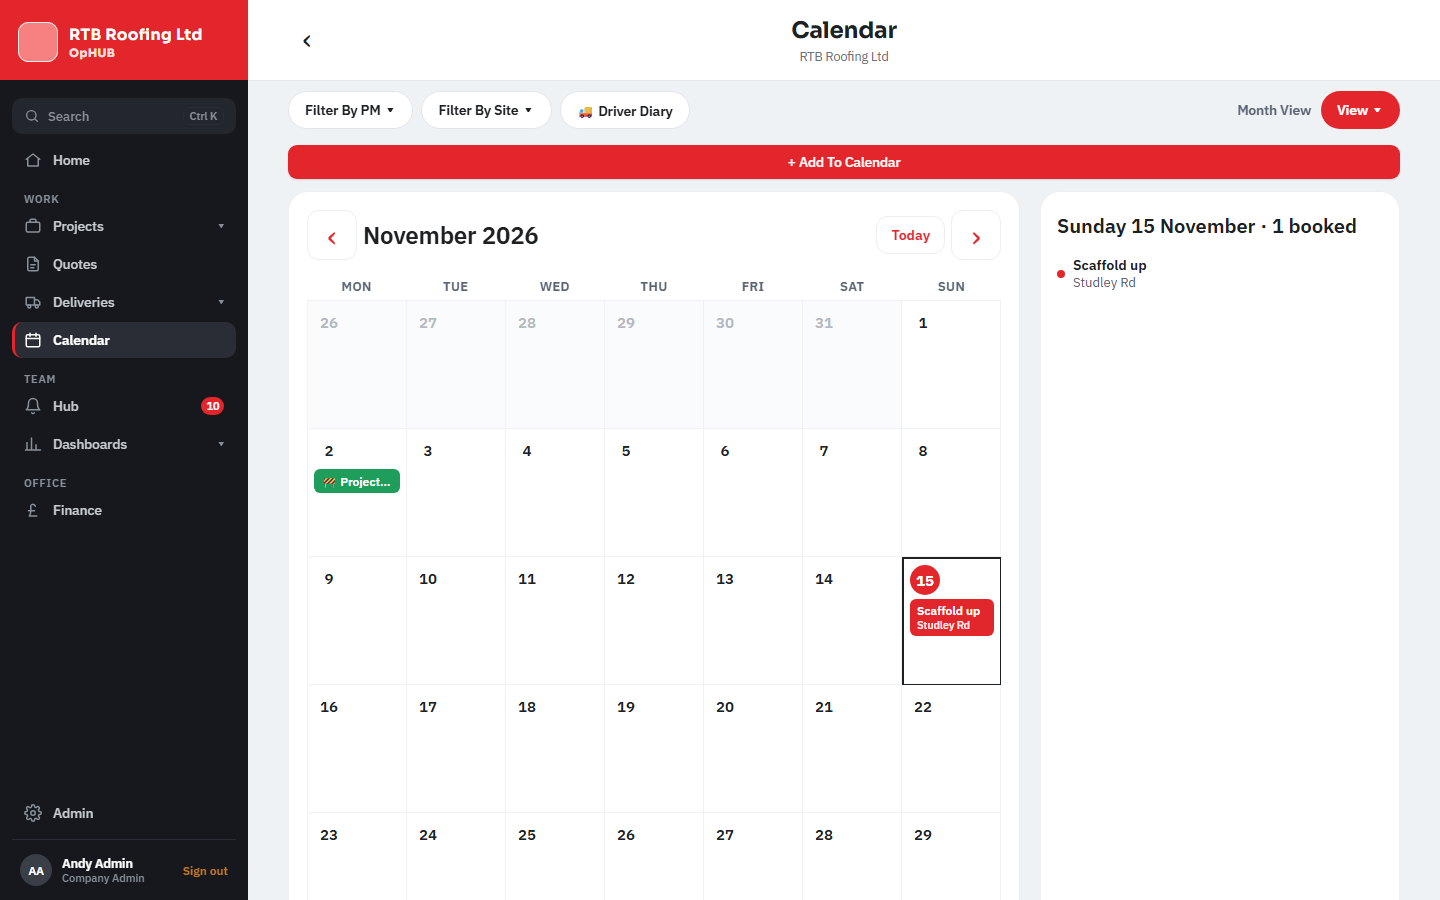 RTB Roofing Ltd
OpHUB
Search Ctrl K
Home
WORK
Projects
Quotes
Deliveries
Calendar
TEAM
Hub 10
Dashboards
OFFICE
Finance
Admin
AA Andy Admin
Company Admin
Sign out
Calendar
RTB Roofing Ltd
Filter By PM Filter By Site Driver Diary Month View View
+ Add To Calendar
November 2026 Today
MON TUE WED THU FRI SAT SUN
26 27 28 29 30 31 1
2 3 4 5 6 7 8
Project...
9 10 11 12 13 14 15
Scaffold up
Studley Rd
16 17 18 19 20 21 22
23 24 25 26 27 28 29
Sunday 15 November · 1 booked
Scaffold up
Studley Rd